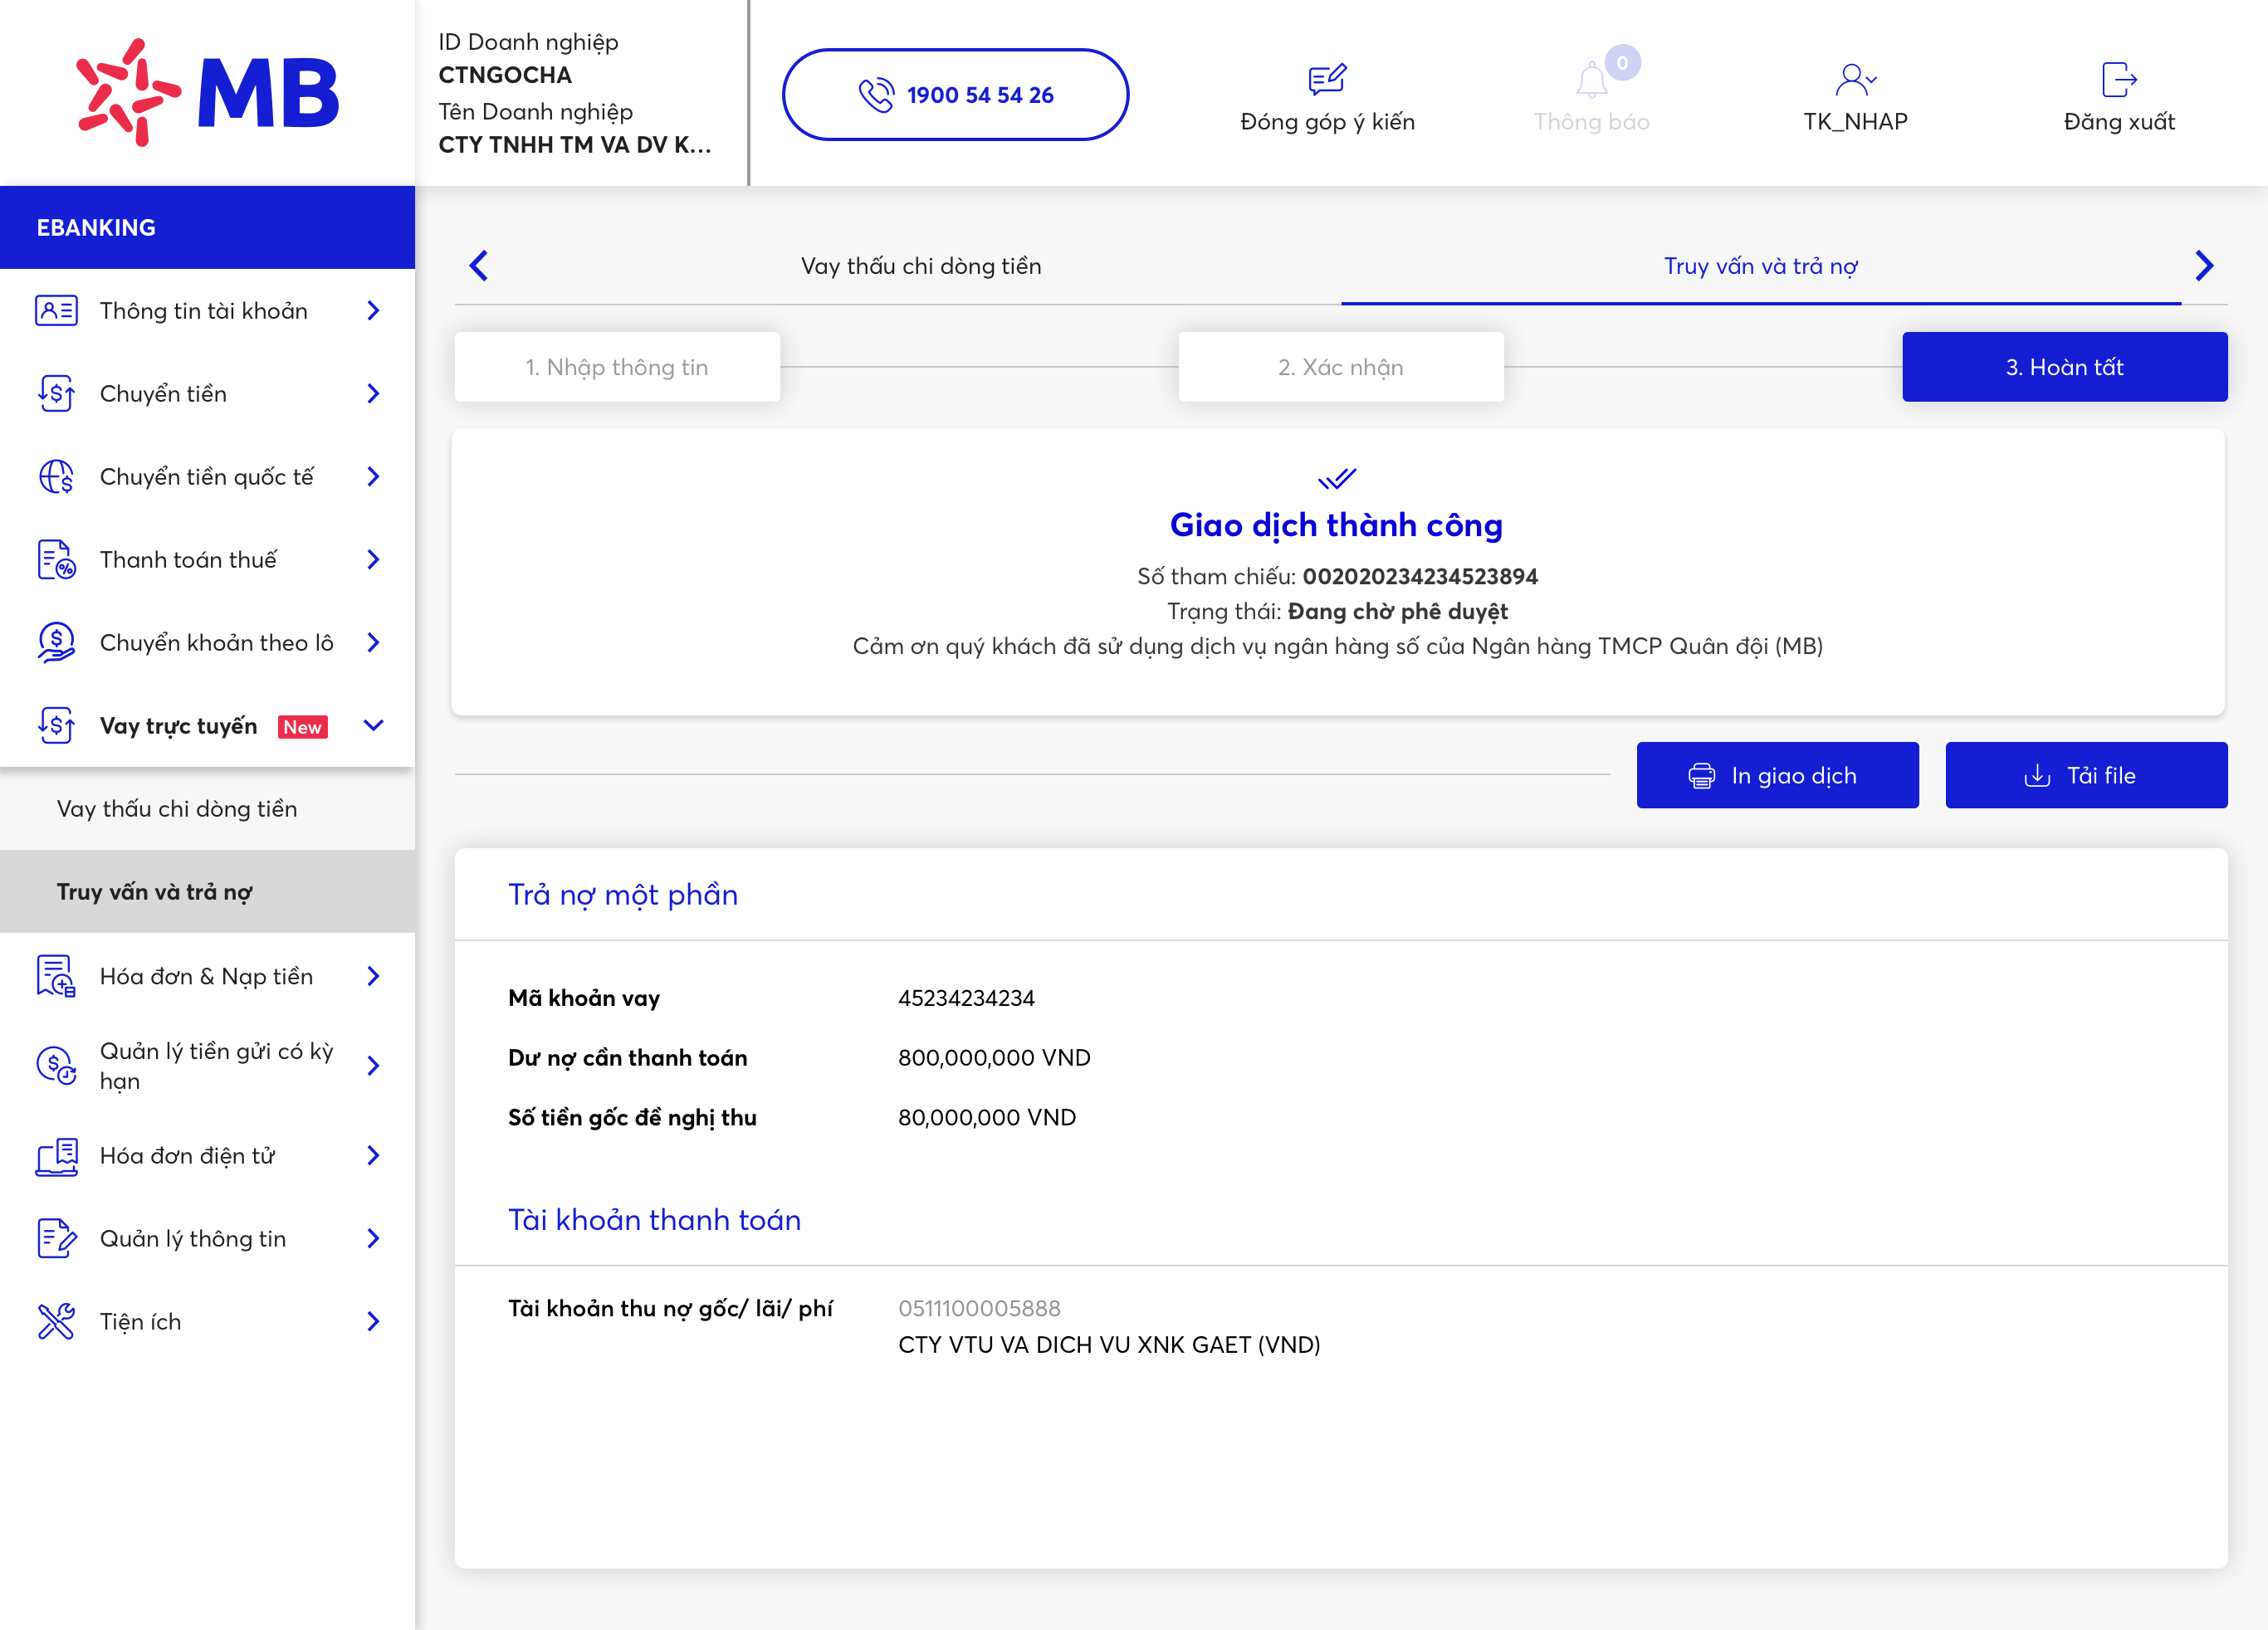 MB
ID Doanh nghiệp
CTNGOCHA
Tên Doanh nghiệp
CTY TNHH TM VA DV K...
1900 54 54 26
Đóng góp ý kiến
0
Thông báo
TK_NHAP
Đăng xuất
EBANKING
Thông tin tài khoản
Chuyển tiền
Chuyển tiền quốc tế
Thanh toán thuế
Chuyển khoản theo lô
Vay trực tuyến New
Vay thấu chi dòng tiền
Truy vấn và trả nợ
Hóa đơn & Nạp tiền
Quản lý tiền gửi có kỳ
hạn
Hóa đơn điện tử
Quản lý thông tin
Tiện ích
Vay thấu chi dòng tiền
Truy vấn và trả nợ
1. Nhập thông tin
2. Xác nhận
3. Hoàn tất
Giao dịch thành công
Số tham chiếu: 002020234234523894
Trạng thái: Đang chờ phê duyệt
Cảm ơn quý khách đã sử dụng dịch vụ ngân hàng số của Ngân hàng TMCP Quân đội (MB)
In giao dịch
Tải file
Trả nợ một phần
Mã khoản vay 45234234234
Dư nợ cần thanh toán 800,000,000 VND
Số tiền gốc đề nghị thu 80,000,000 VND
Tài khoản thanh toán
Tài khoản thu nợ gốc/ lãi/ phí 0511100005888
CTY VTU VA DICH VU XNK GAET (VND)